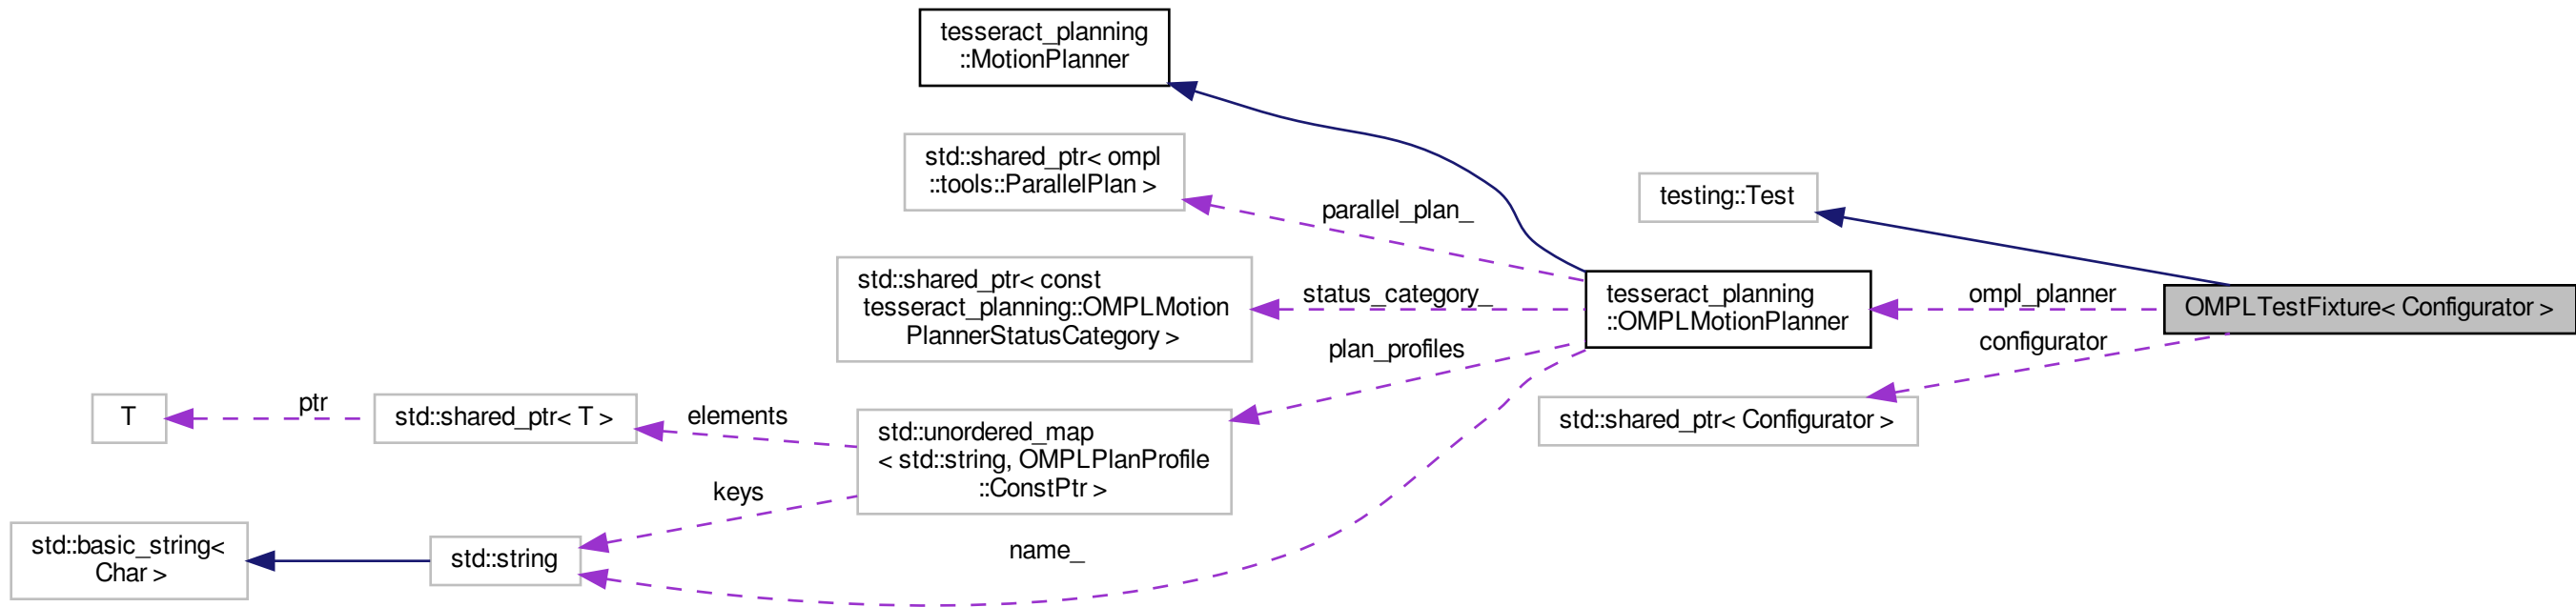 tesseract_planning
::MotionPlanner
std::shared_ptr< ompl
::tools::ParallelPlan >
parallel_plan_
testing::Test
std::shared_ptr< const
tesseract_planning::OMPLMotion
PlannerStatusCategory >
status_category_
tesseract_planning
::OMPLMotionPlanner
ompl_planner
OMPLTestFixture< Configurator >
configurator
plan_profiles
T
ptr
std::shared_ptr< T >
elements
std::unordered_map
< std::string, OMPLPlanProfile
::ConstPtr >
std::shared_ptr< Configurator >
keys
std::basic_string<
Char >
std::string
name_